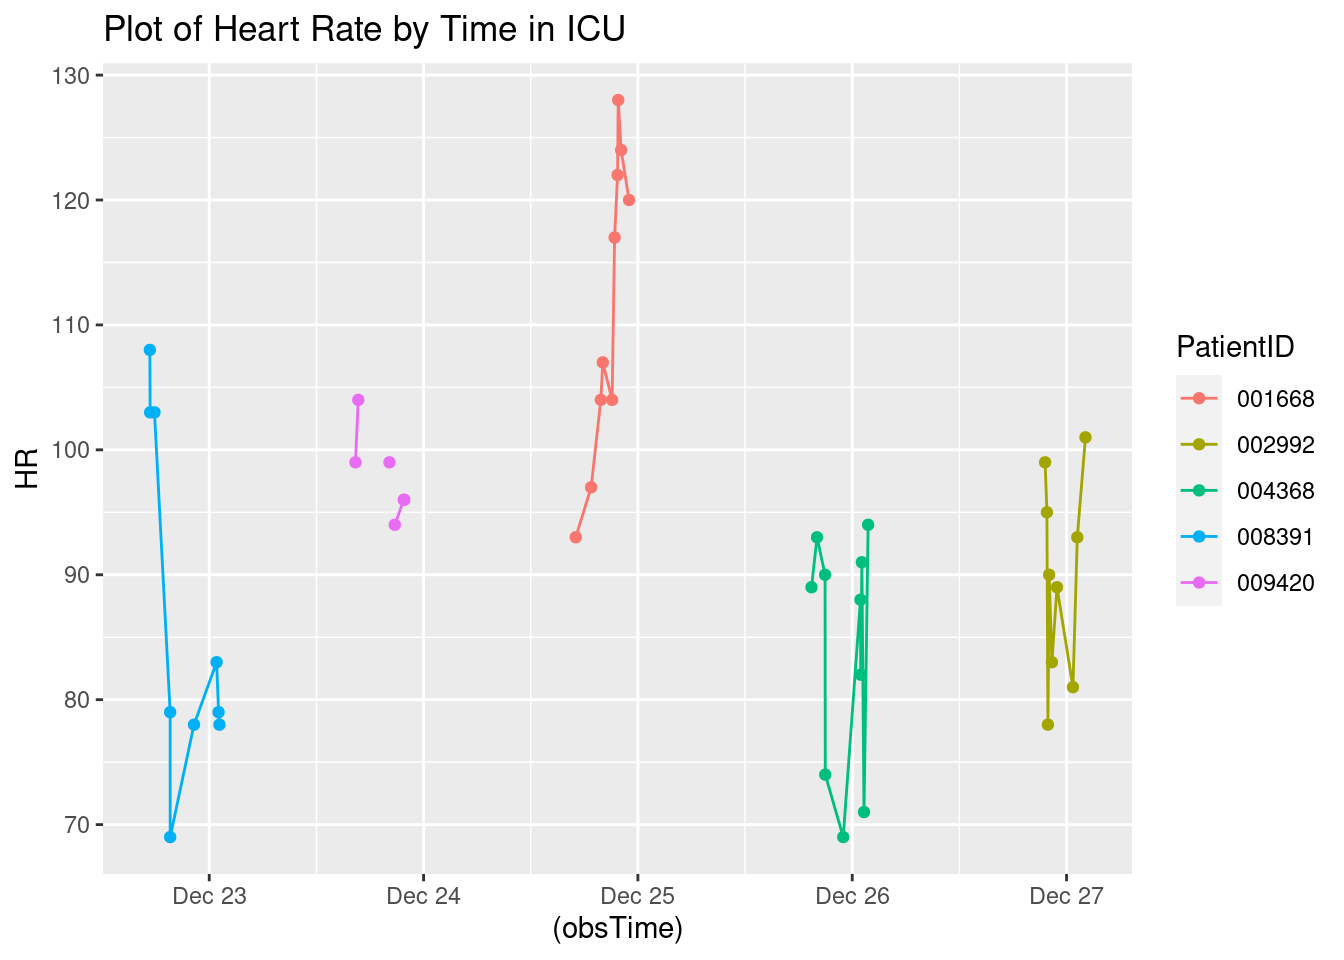 Plot of Heart Rate by Time in ICU
130
120
110
100
90
80
70
HR
Dec 23 Dec 24 Dec 25 Dec 26 Dec 27
(obsTime)
PatientID
001668
002992
004368
008391
009420